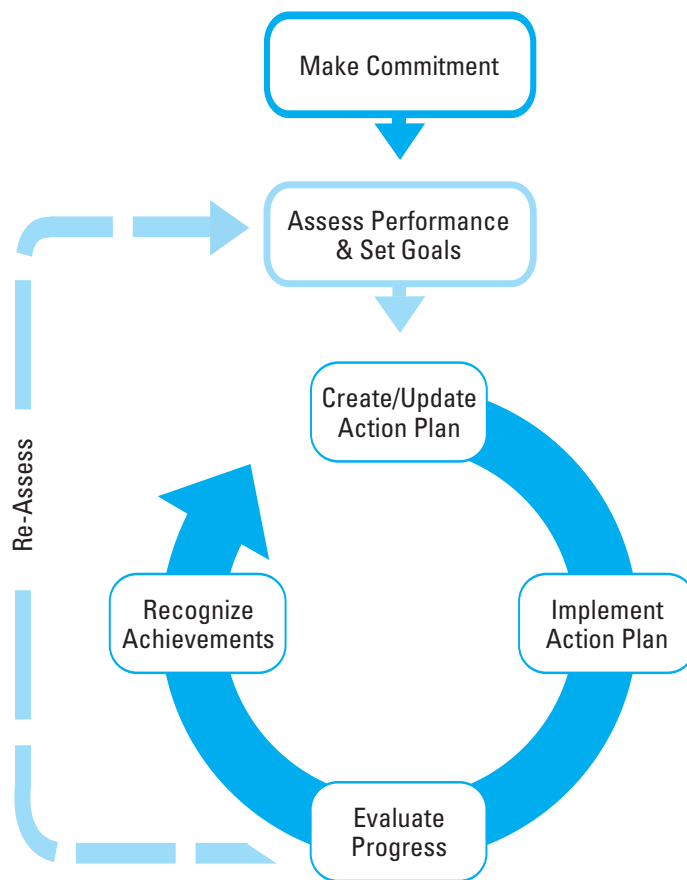 Make Commitment
Assess Performance
& Set Goals
Create/Update
Action Plan
Re-Assess
Recognize
Achievements
Implement
Action Plan
Evaluate
Progress